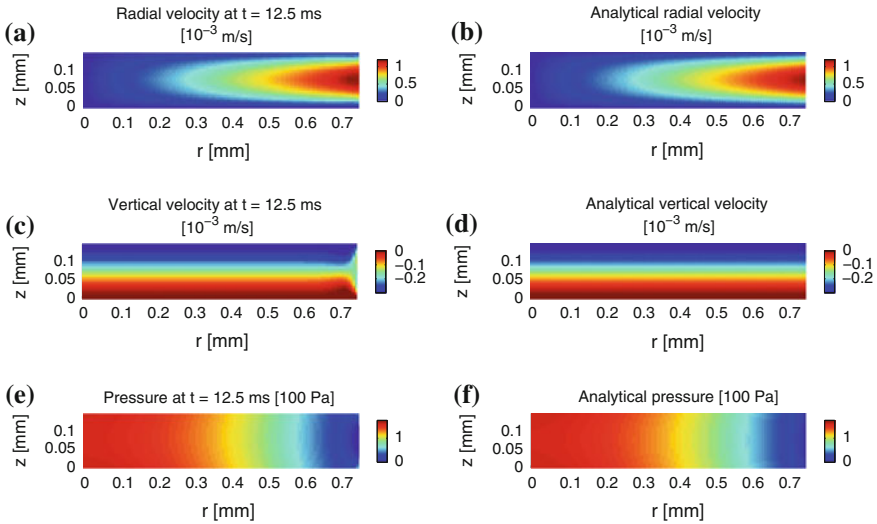 (a)
Radial velocity at t = 12.5 ms
[10⁻³ m/s]
z [mm]
0.1
0.05
0
0 0.1 0.2 0.3 0.4 0.5 0.6 0.7
r [mm]
1
0.5
0
(b)
Analytical radial velocity
[10⁻³ m/s]
z [mm]
0.1
0.05
0
0 0.1 0.2 0.3 0.4 0.5 0.6 0.7
r [mm]
1
0.5
0
(c)
Vertical velocity at t = 12.5 ms
[10⁻³ m/s]
z [mm]
0.1
0.05
0
0 0.1 0.2 0.3 0.4 0.5 0.6 0.7
r [mm]
0
−0.1
−0.2
(d)
Analytical vertical velocity
[10⁻³ m/s]
z [mm]
0.1
0.05
0
0 0.1 0.2 0.3 0.4 0.5 0.6 0.7
r [mm]
0
−0.1
−0.2
(e)
Pressure at t = 12.5 ms [100 Pa]
z [mm]
0.1
0.05
0
0 0.1 0.2 0.3 0.4 0.5 0.6 0.7
r [mm]
1
0
(f)
Analytical pressure [100 Pa]
z [mm]
0.1
0.05
0
0 0.1 0.2 0.3 0.4 0.5 0.6 0.7
r [mm]
1
0